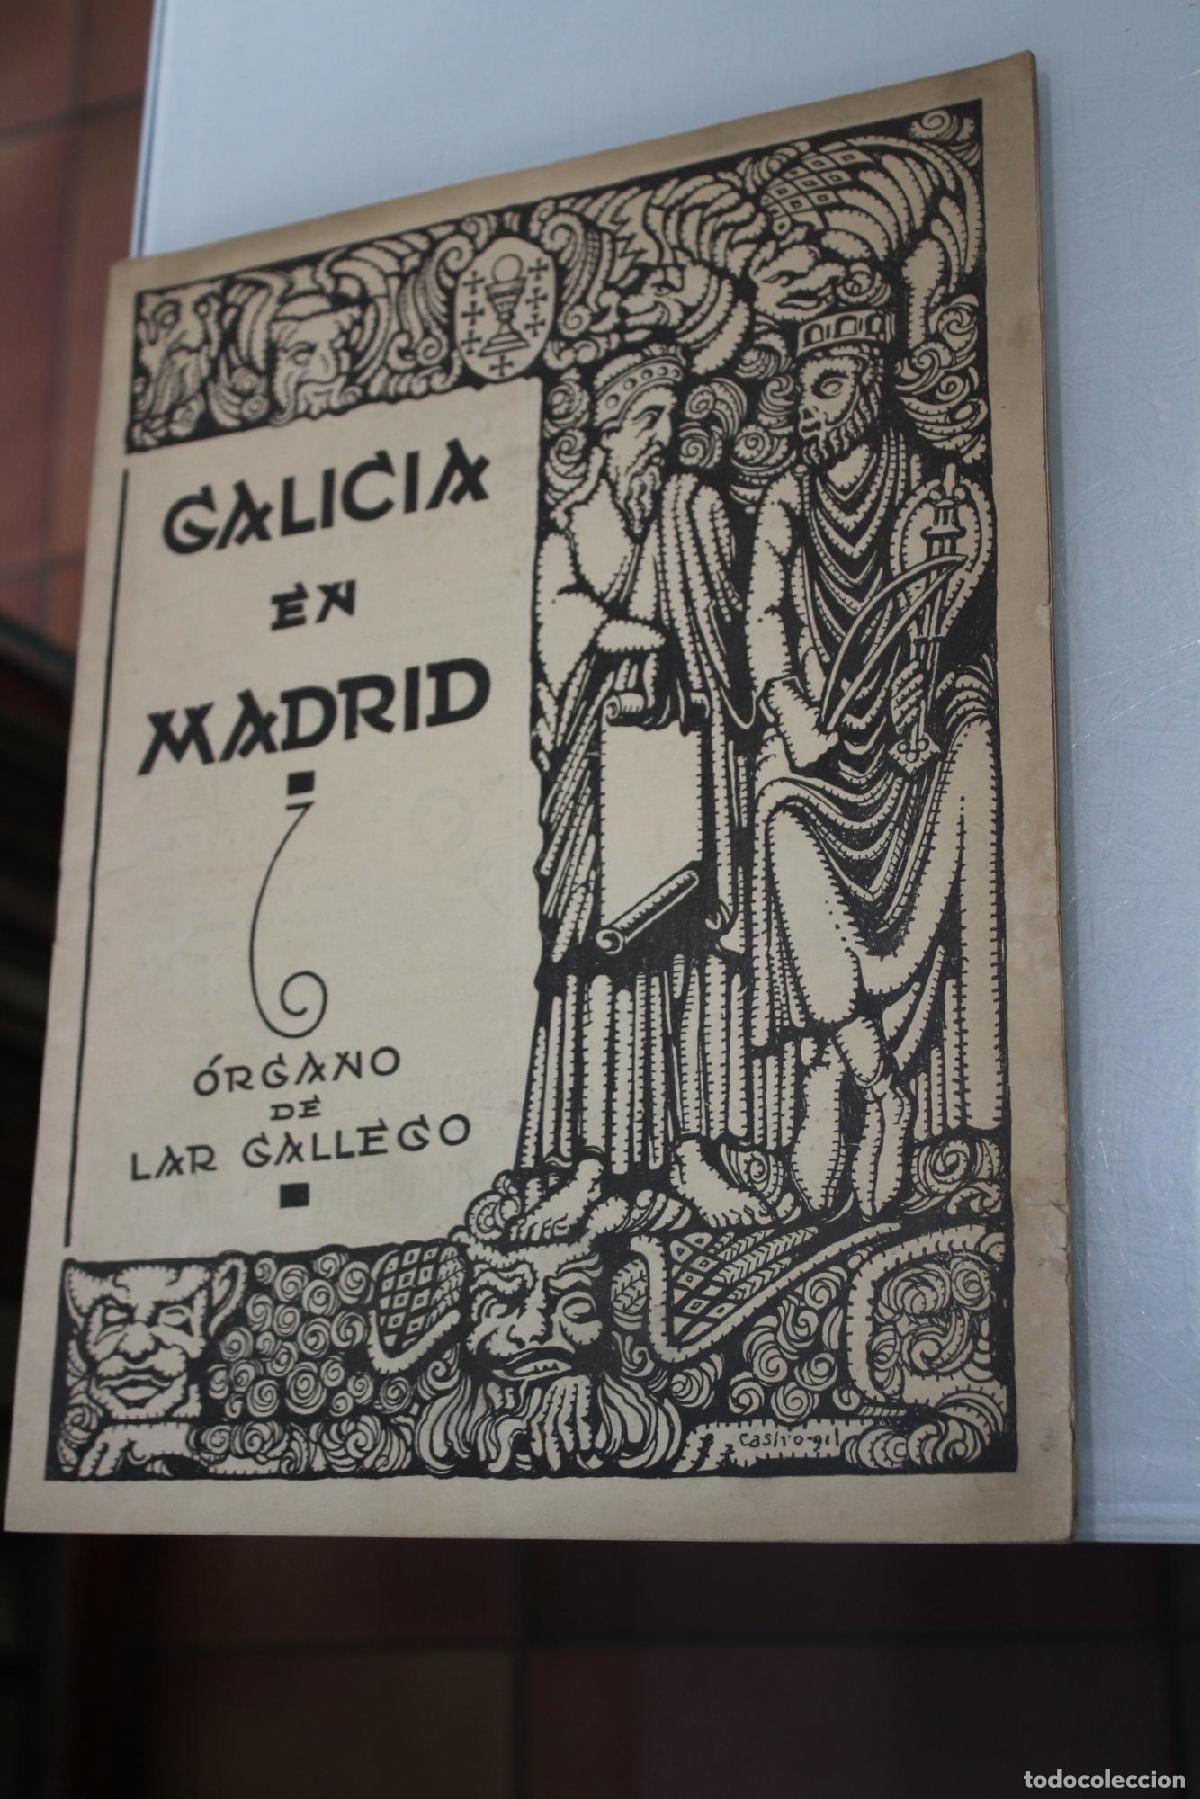 GALICIA
EN
MADRID
ÓRGANO
DE
LAR GALLEGO
castro-gil
todocoleccion